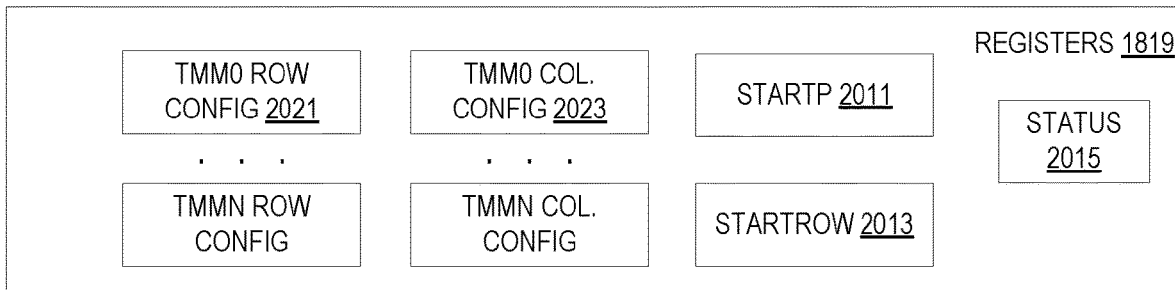 REGISTERS 1819
TMM0 ROW
CONFIG 2021
TMM0 COL.
CONFIG 2023
STARTP 2011
STATUS
2015
. . .
. . .
TMMN ROW
CONFIG
TMMN COL.
CONFIG
STARTROW 2013